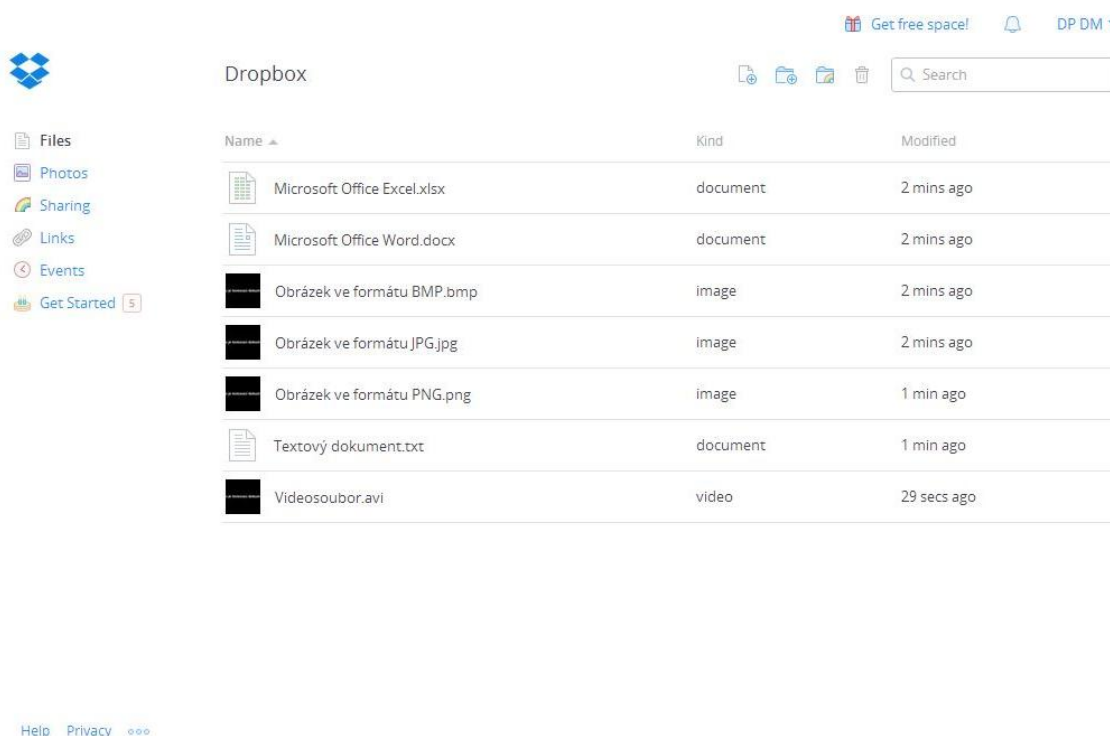 Get free space! DP DM
Dropbox Search
Files
Photos
Sharing
Links
Events
Get Started 5
Name Kind Modified
Microsoft Office Excel.xlsx document 2 mins ago
Microsoft Office Word.docx document 2 mins ago
Obrázek ve formátu BMP.bmp image 2 mins ago
Obrázek ve formátu JPG.jpg image 2 mins ago
Obrázek ve formátu PNG.png image 1 min ago
Textový dokument.txt document 1 min ago
Videosoubor.avi video 29 secs ago
Help Privacy